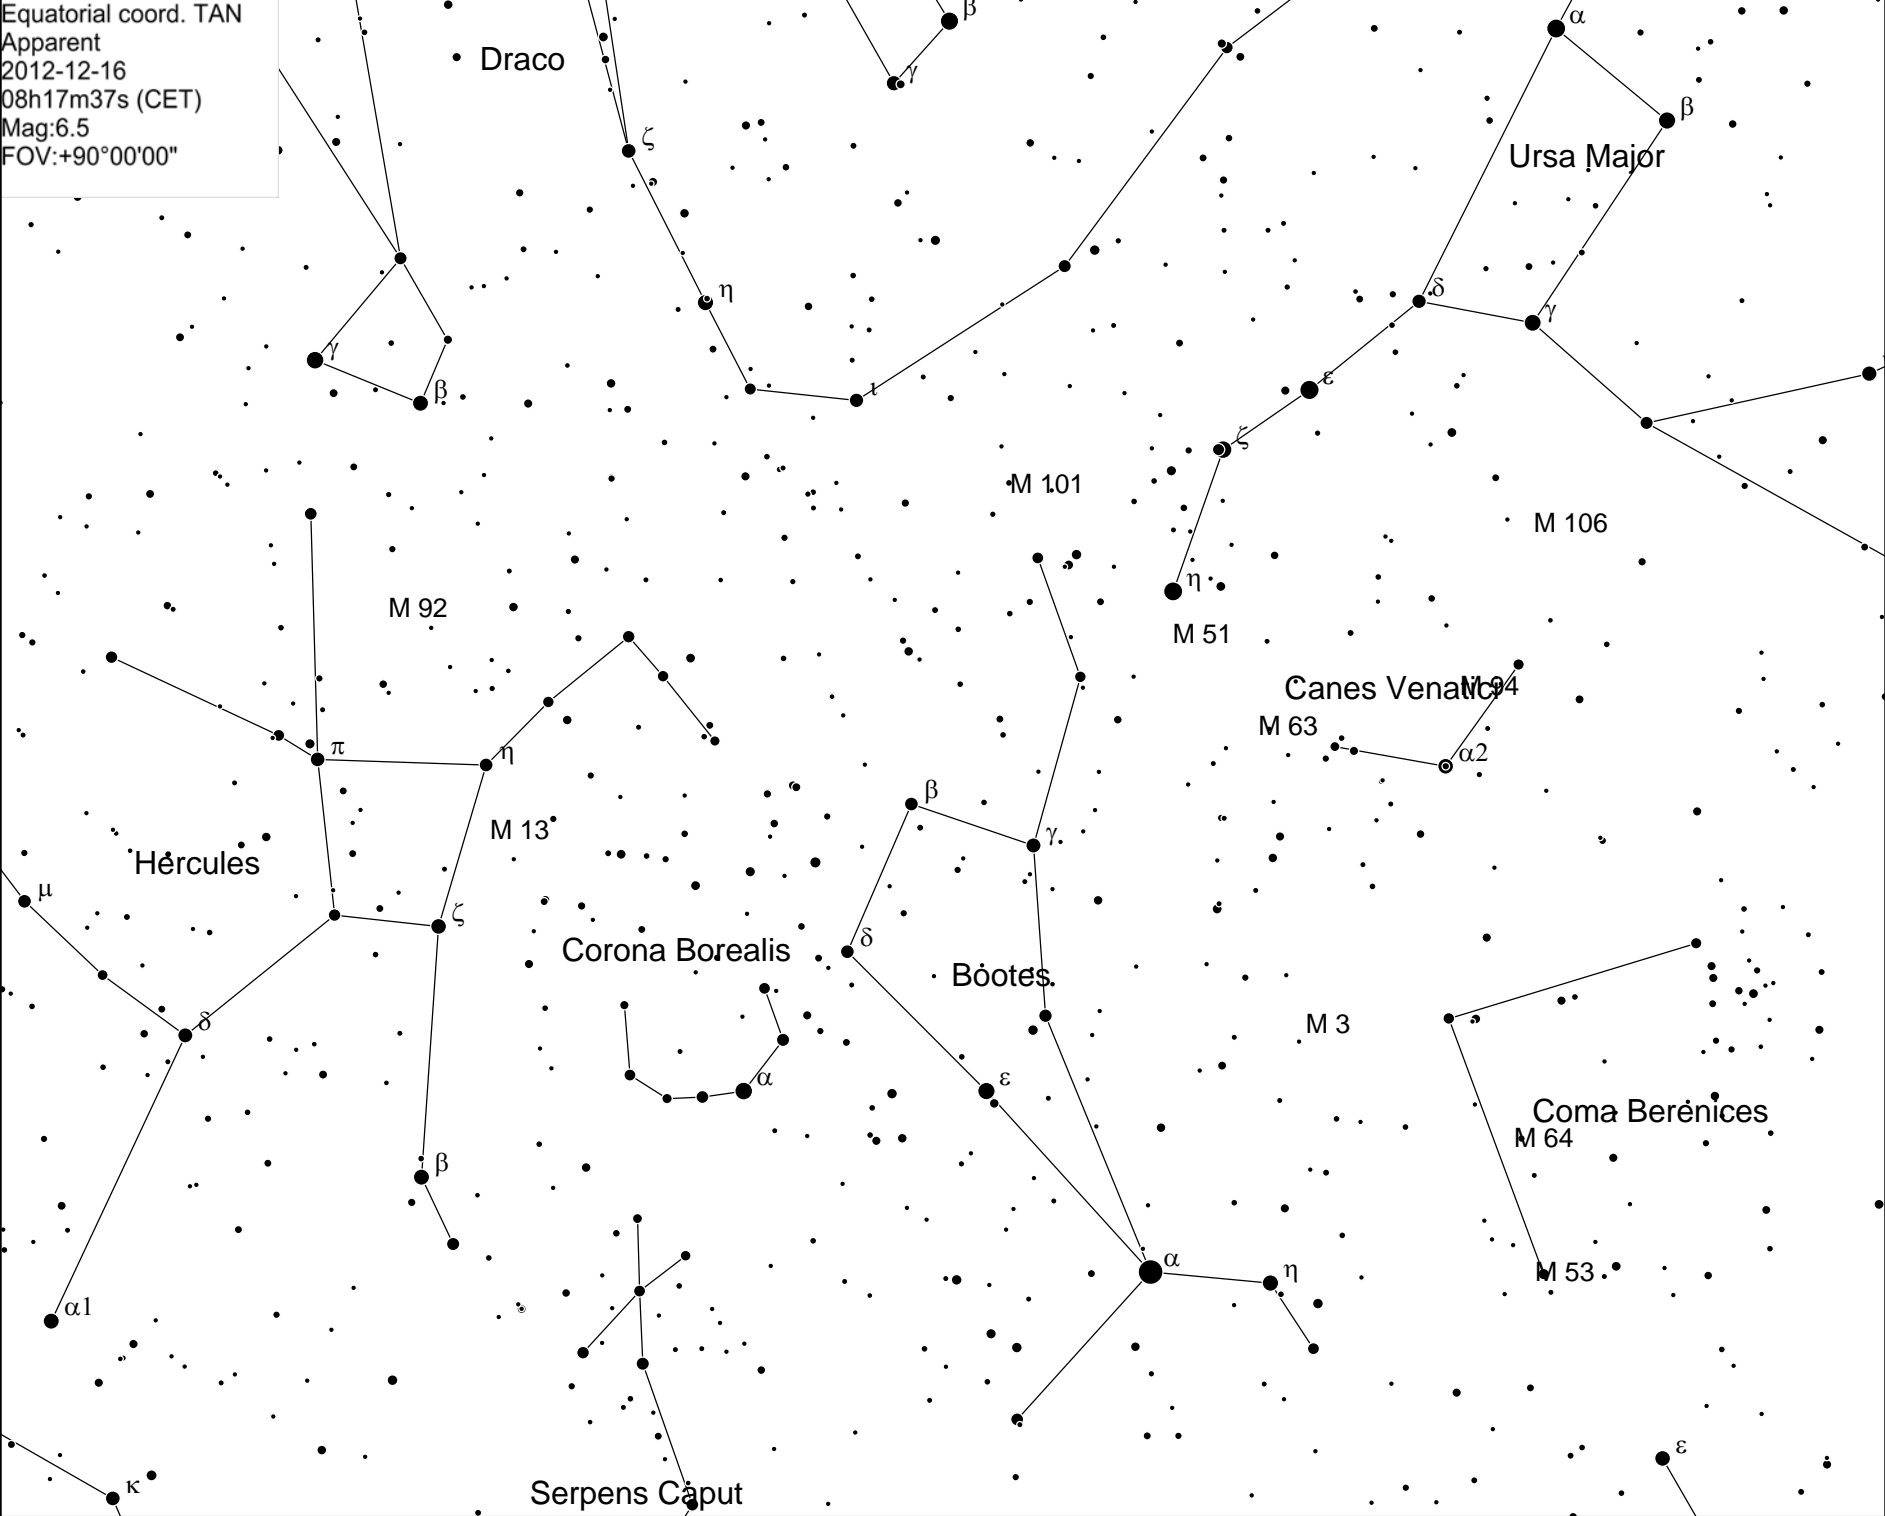 Equatorial coord. TAN
Apparent
2012-12-16
08h17m37s (CET)
Mag:6.5
FOV:+90°00'00"
β
α
Draco
γ
β
ζ
Ursa Major
η
δ
γ
γ
β
ι
ε
ζ
M 101
M 106
η
M 92
M 51
Canes Venatici
M 94
M 63
π
η
α2
β
M 13
γ
Hercules
μ
ζ
δ
Corona Borealis
Bootes
δ
M 3
α
ε
Coma Berenices
M 64
β
α
η
M 53
α1
ε
κ
Serpens Caput